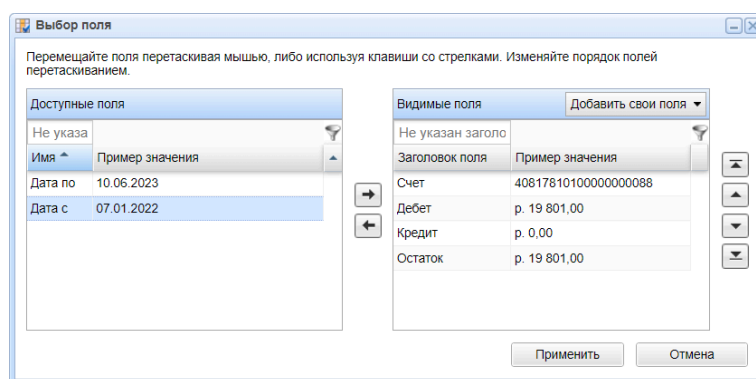 Выбор поля
Перемещайте поля перетаскивая мышью, либо используя клавиши со стрелками. Изменяйте порядок полей
перетаскиванием.
Доступные поля
Не указа
Имя Пример значения
Дата по 10.06.2023
Дата с 07.01.2022
Видимые поля Добавить свои поля
Не указан заголо
Заголовок поля Пример значения
Счет 40817810100000000088
Дебет р. 19 801,00
Кредит р. 0,00
Остаток р. 19 801,00
Применить Отмена